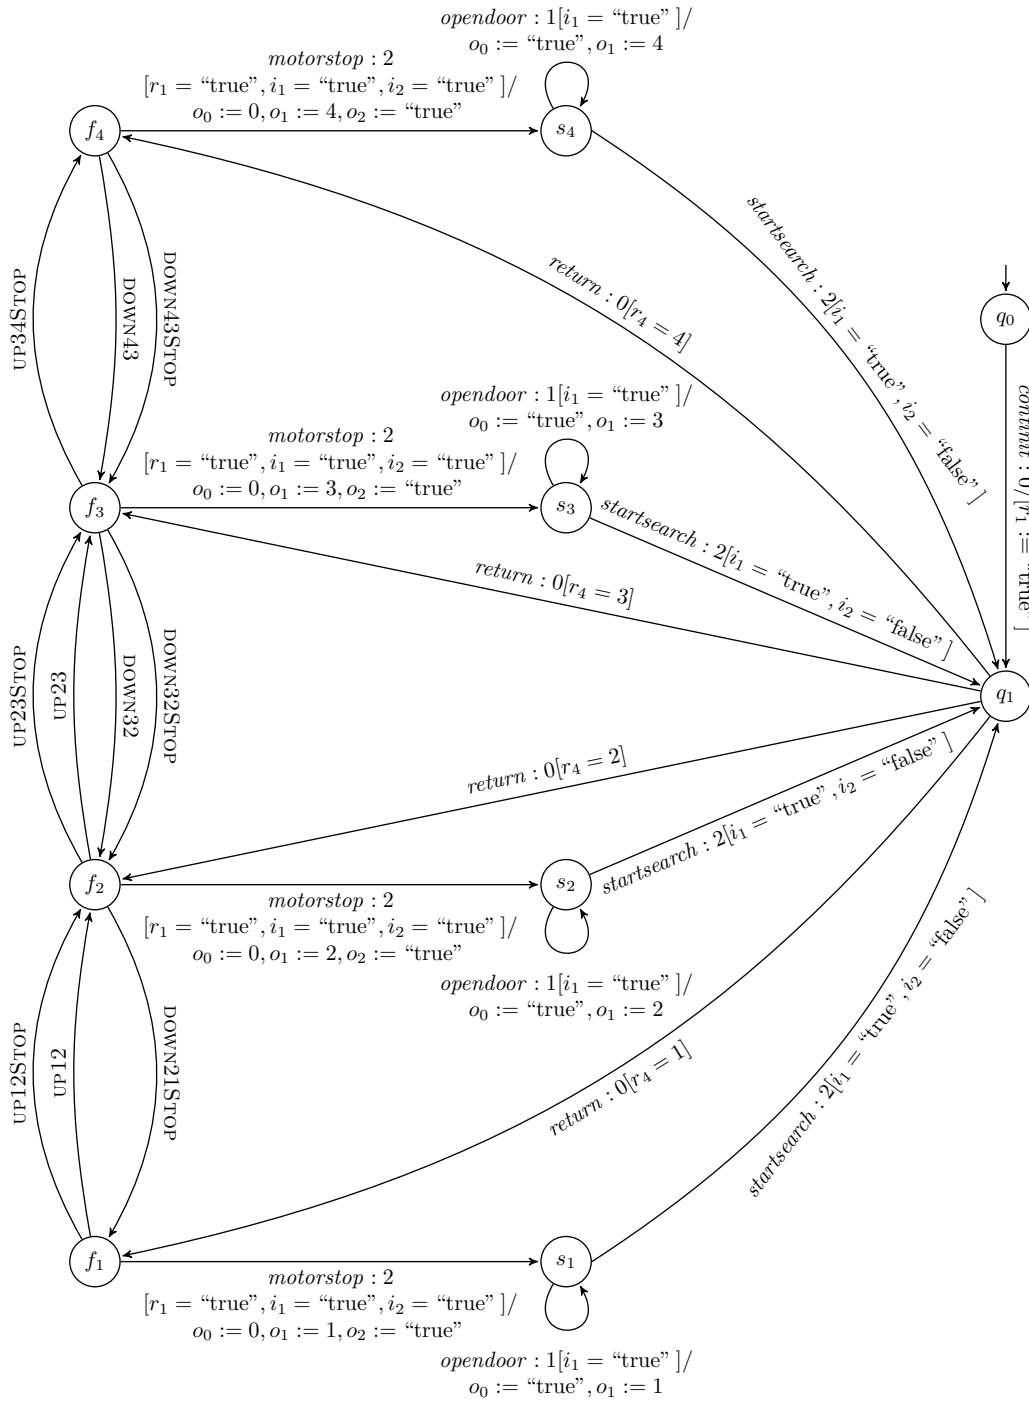 opendoor : 1[i₁ = “true” ]/
o₀ := “true”, o₁ := 4
motorstop : 2
[r₁ = “true”, i₁ = “true”, i₂ = “true” ]/
o₀ := 0, o₁ := 4, o₂ := “true”
f₄
s₄
startsearch : 2[i₁ = “true”, i₂ = “false” ]
UP34STOP
DOWN43
DOWN43STOP
return : 0[r₄ = 4]
q₀
continit : 0/[r₁ := “true” ]
opendoor : 1[i₁ = “true” ]/
o₀ := “true”, o₁ := 3
motorstop : 2
[r₁ = “true”, i₁ = “true”, i₂ = “true” ]/
o₀ := 0, o₁ := 3, o₂ := “true”
f₃
s₃
startsearch : 2[i₁ = “true”, i₂ = “false” ]
return : 0[r₄ = 3]
UP23STOP
UP23
DOWN32
DOWN32STOP
q₁
return : 0[r₄ = 2]
startsearch : 2[i₁ = “true”, i₂ = “false” ]
f₂
s₂
motorstop : 2
[r₁ = “true”, i₁ = “true”, i₂ = “true” ]/
o₀ := 0, o₁ := 2, o₂ := “true”
opendoor : 1[i₁ = “true” ]/
o₀ := “true”, o₁ := 2
UP12STOP
UP12
DOWN21STOP
return : 0[r₄ = 1]
startsearch : 2[i₁ = “true”, i₂ = “false” ]
f₁
s₁
motorstop : 2
[r₁ = “true”, i₁ = “true”, i₂ = “true” ]/
o₀ := 0, o₁ := 1, o₂ := “true”
opendoor : 1[i₁ = “true” ]/
o₀ := “true”, o₁ := 1